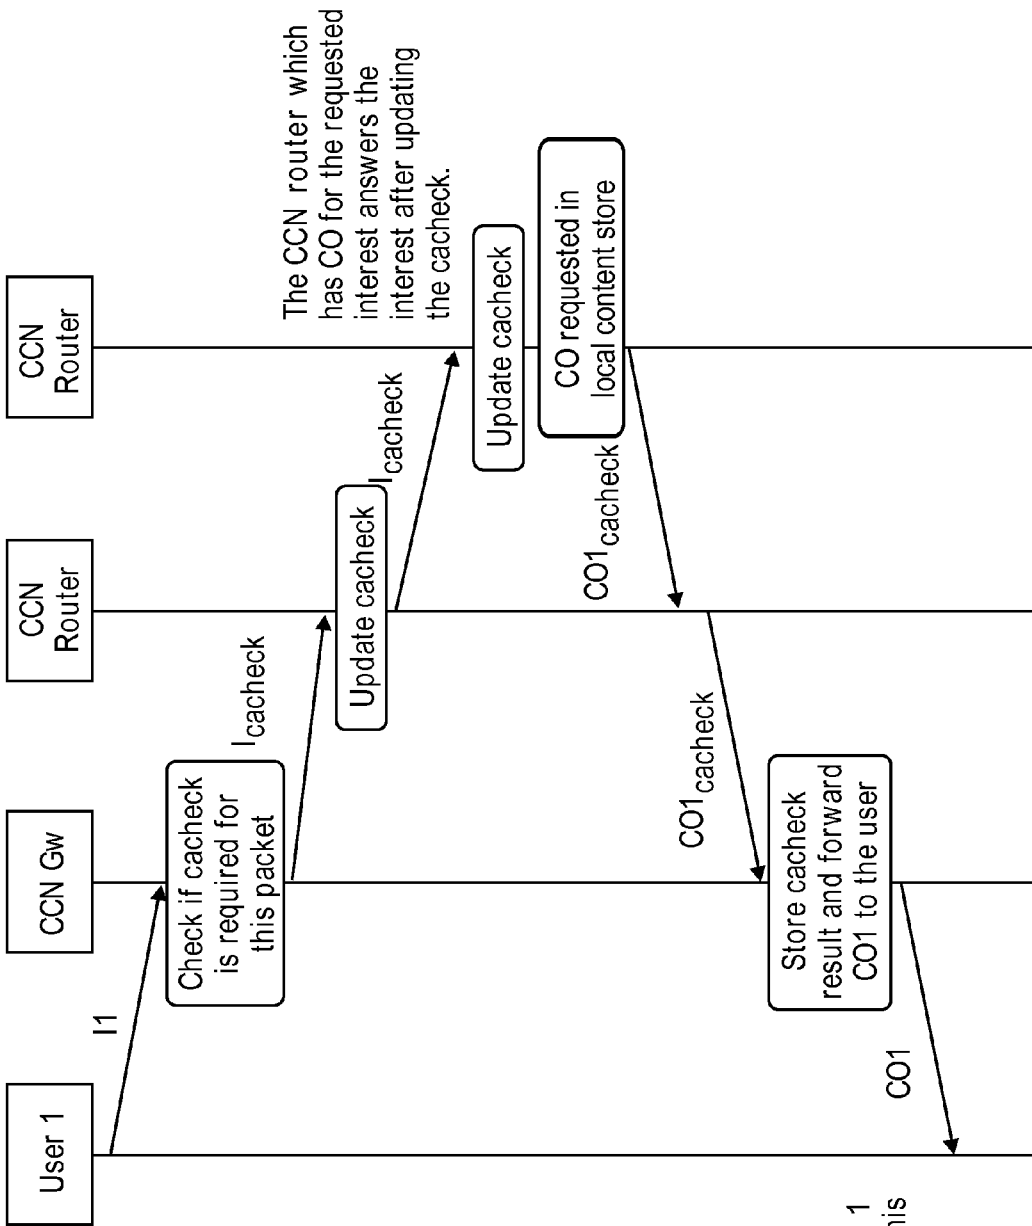 User 1
CCN Gw
CCN
Router
CCN
Router
I1
Check if cacheck
is required for
this packet
Icacheck
Update cacheck
Icacheck
The CCN router which
has CO for the requested
interest answers the
interest after updating
the cacheck.
Update cacheck
CO requested in
local content store
CO1cacheck
CO1cacheck
Store cacheck
result and forward
CO1 to the user
CO1
1